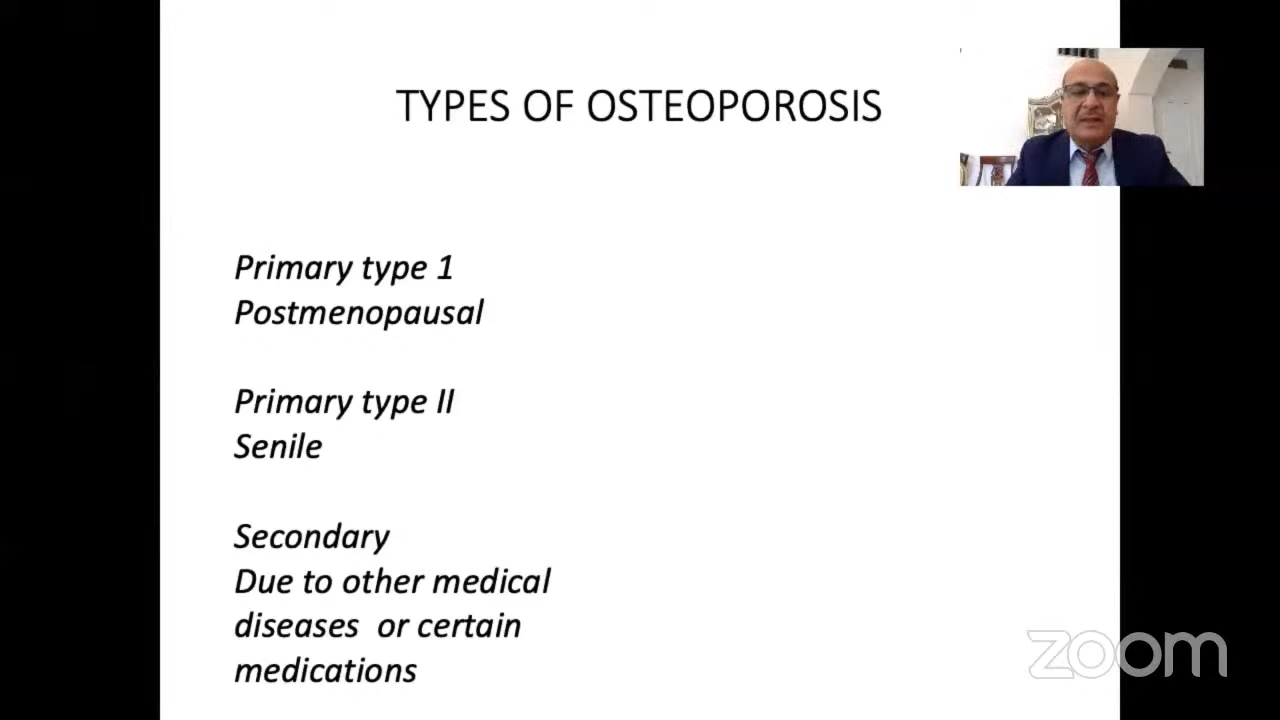 TYPES OF OSTEOPOROSIS
Primary type 1
Postmenopausal
Primary type II
Senile
Secondary
Due to other medical
diseases  or certain
medications
zoom